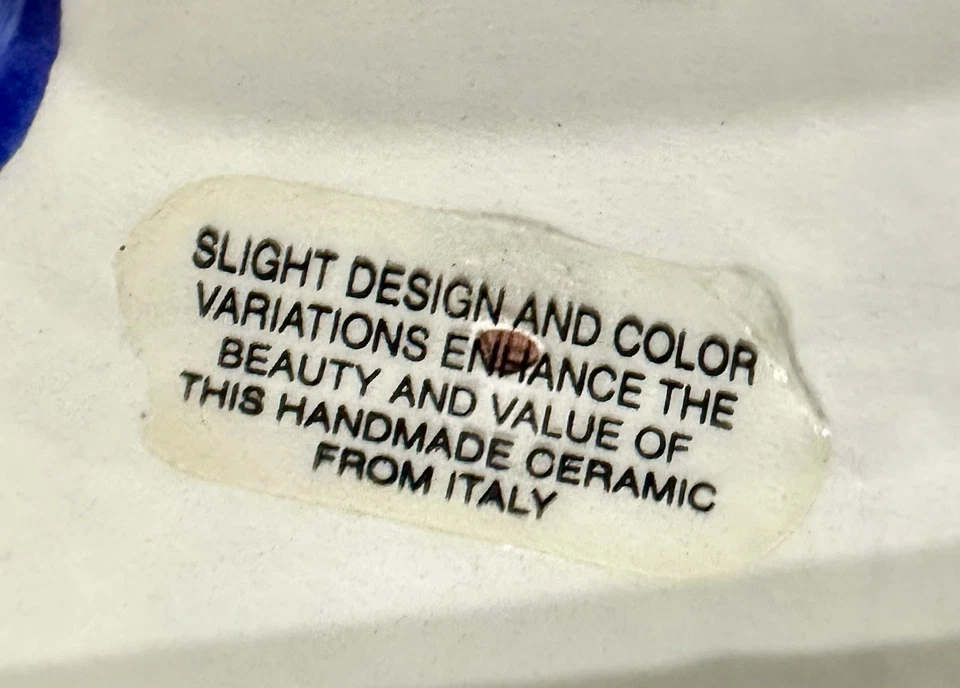 SLIGHT DESIGN AND COLOR
VARIATIONS ENHANCE THE
BEAUTY AND VALUE OF
THIS HANDMADE CERAMIC
FROM ITALY